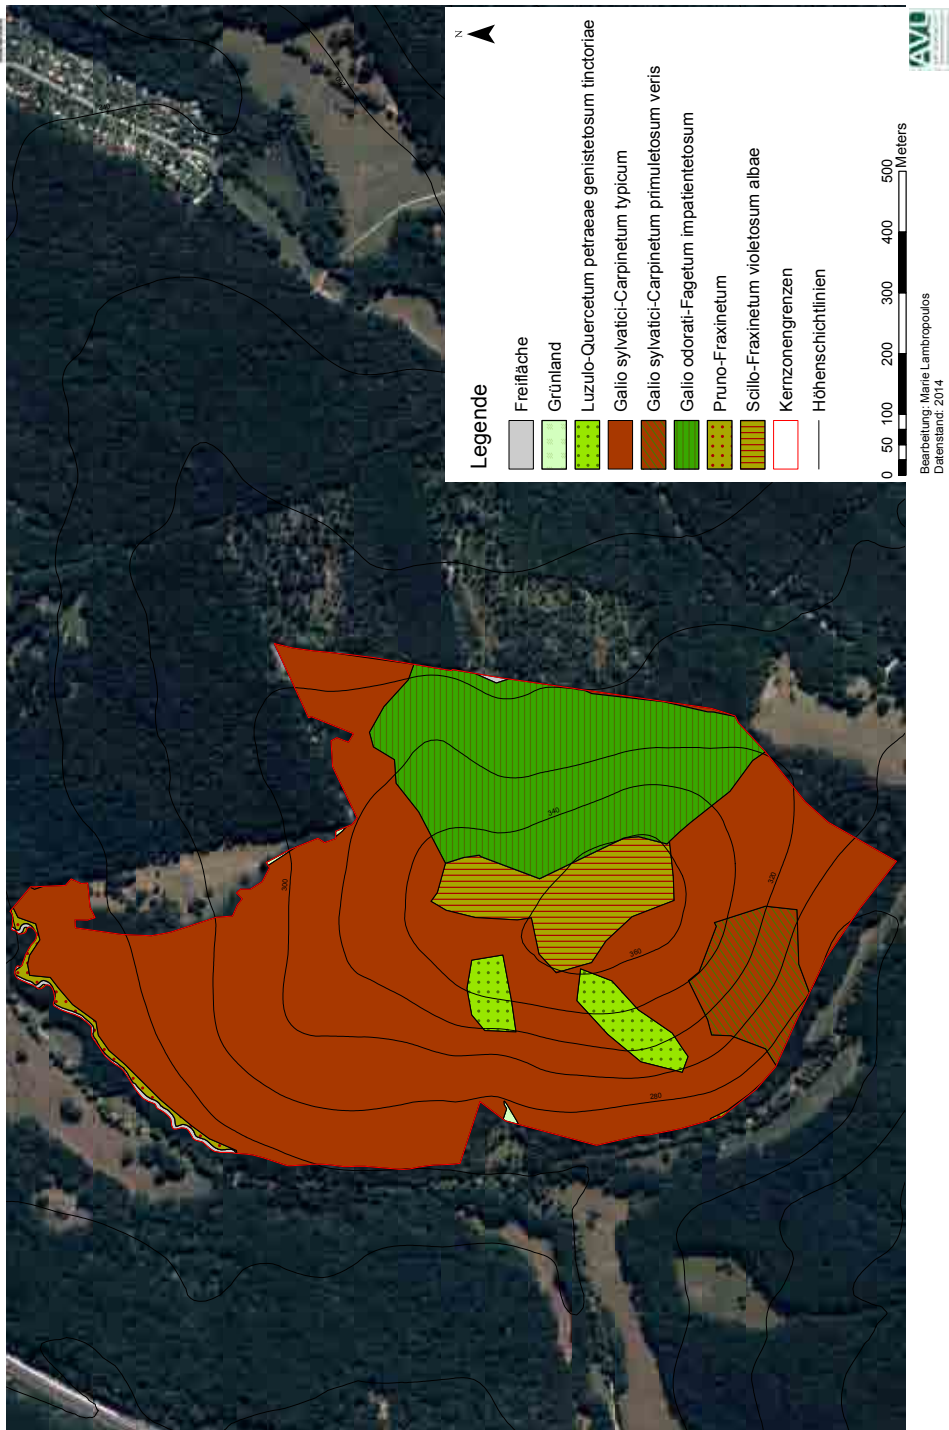 N
Legende
Freifläche
Grünland
Luzulo-Quercetum petraeae genistetosum tinctoriae
Galio sylvatici-Carpinetum typicum
Galio sylvatici-Carpinetum primuletosum veris
Galio odorati-Fagetum impatientetosum
Pruno-Fraxinetum
Scillo-Fraxinetum violetosum albae
Kernzonengrenzen
Höhenschichtlinien
0 50 100 200 300 400 500
Meters
Bearbeitung: Marie Lambropoulos
Datenstand: 2014
AVL
300
340
360
320
280